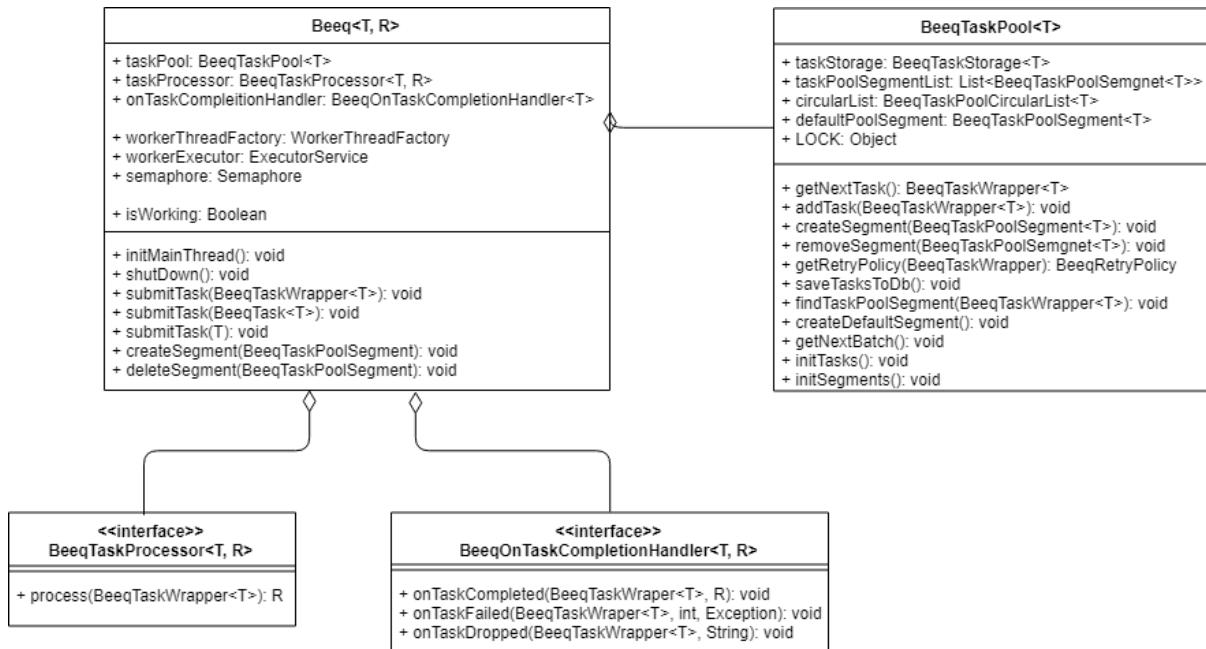 Beeq<T, R>
+ taskPool: BeeqTaskPool<T>
+ taskProcessor: BeeqTaskProcessor<T, R>
+ onTaskCompleitionHandler: BeeqOnTaskCompletionHandler<T>
+ workerThreadFactory: WorkerThreadFactory
+ workerExecutor: ExecutorService
+ semaphore: Semaphore
+ isWorking: Boolean
+ initMainThread(): void
+ shutDown(): void
+ submitTask(BeeqTaskWrapper<T>): void
+ submitTask(BeeqTask<T>): void
+ submitTask(T): void
+ createSegment(BeeqTaskPoolSegment): void
+ deleteSegment(BeeqTaskPoolSegment): void
BeeqTaskPool<T>
+ taskStorage: BeeqTaskStorage<T>
+ taskPoolSegmentList: List<BeeqTaskPoolSemgnet<T>>
+ circularList: BeeqTaskPoolCircularList<T>
+ defaultPoolSegment: BeeqTaskPoolSegment<T>
+ LOCK: Object
+ getNextTask(): BeeqTaskWrapper<T>
+ addTask(BeeqTaskWrapper<T>): void
+ createSegment(BeeqTaskPoolSegment<T>): void
+ removeSegment(BeeqTaskPoolSemgnet<T>): void
+ getRetryPolicy(BeeqTaskWrapper): BeeqRetryPolicy
+ saveTasksToDb(): void
+ findTaskPoolSegment(BeeqTaskWrapper<T>): void
+ createDefaultSegment(): void
+ getNextBatch(): void
+ initTasks(): void
+ initSegments(): void
<<interface>>
BeeqTaskProcessor<T, R>
+ process(BeeqTaskWrapper<T>): R
<<interface>>
BeeqOnTaskCompletionHandler<T, R>
+ onTaskCompleted(BeeqTaskWraper<T>, R): void
+ onTaskFailed(BeeqTaskWraper<T>, int, Exception): void
+ onTaskDropped(BeeqTaskWrapper<T>, String): void